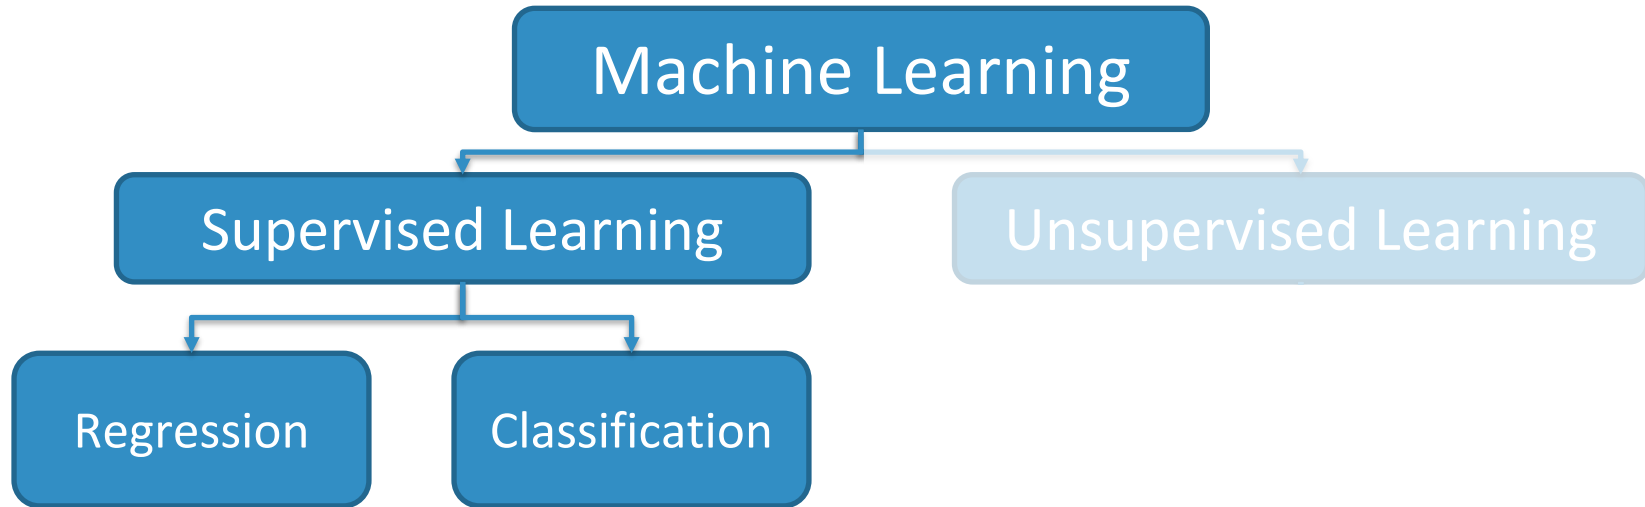 Machine Learning
Supervised Learning
Unsupervised Learning
Regression
Classification